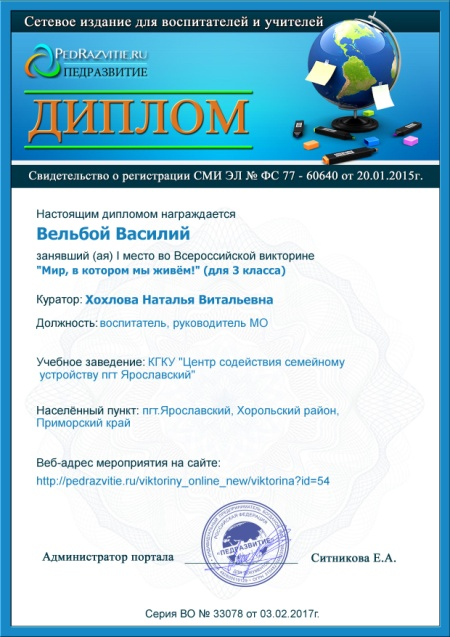 Сетевое издание для воспитателей и учителей
PEDRAZVITIE.RU
ПЕДРАЗВИТИЕ
ДИПЛОМ
Свидетельство о регистрации СМИ ЭЛ № ФС 77 - 60640 от 20.01.2015г.
Настоящим дипломом награждается
Вельбой Василий
занявший (ая) I место во Всероссийской викторине
"Мир, в котором мы живём!" (для 3 класса)
Куратор: Хохлова Наталья Витальевна
Должность: воспитатель, руководитель МО
Учебное заведение: КГКУ "Центр содействия семейному
устройству пгт Ярославский"
Населённый пункт: пгт.Ярославский, Хорольский район,
Приморский край
Веб-адрес мероприятия на сайте:
http://pedrazvitie.ru/viktoriny_online_new/viktorina?id=54
"ПЕДРАЗВИТИЕ"
Администратор портала Ситникова Е.А.
Серия ВО № 33078 от 03.02.2017г.